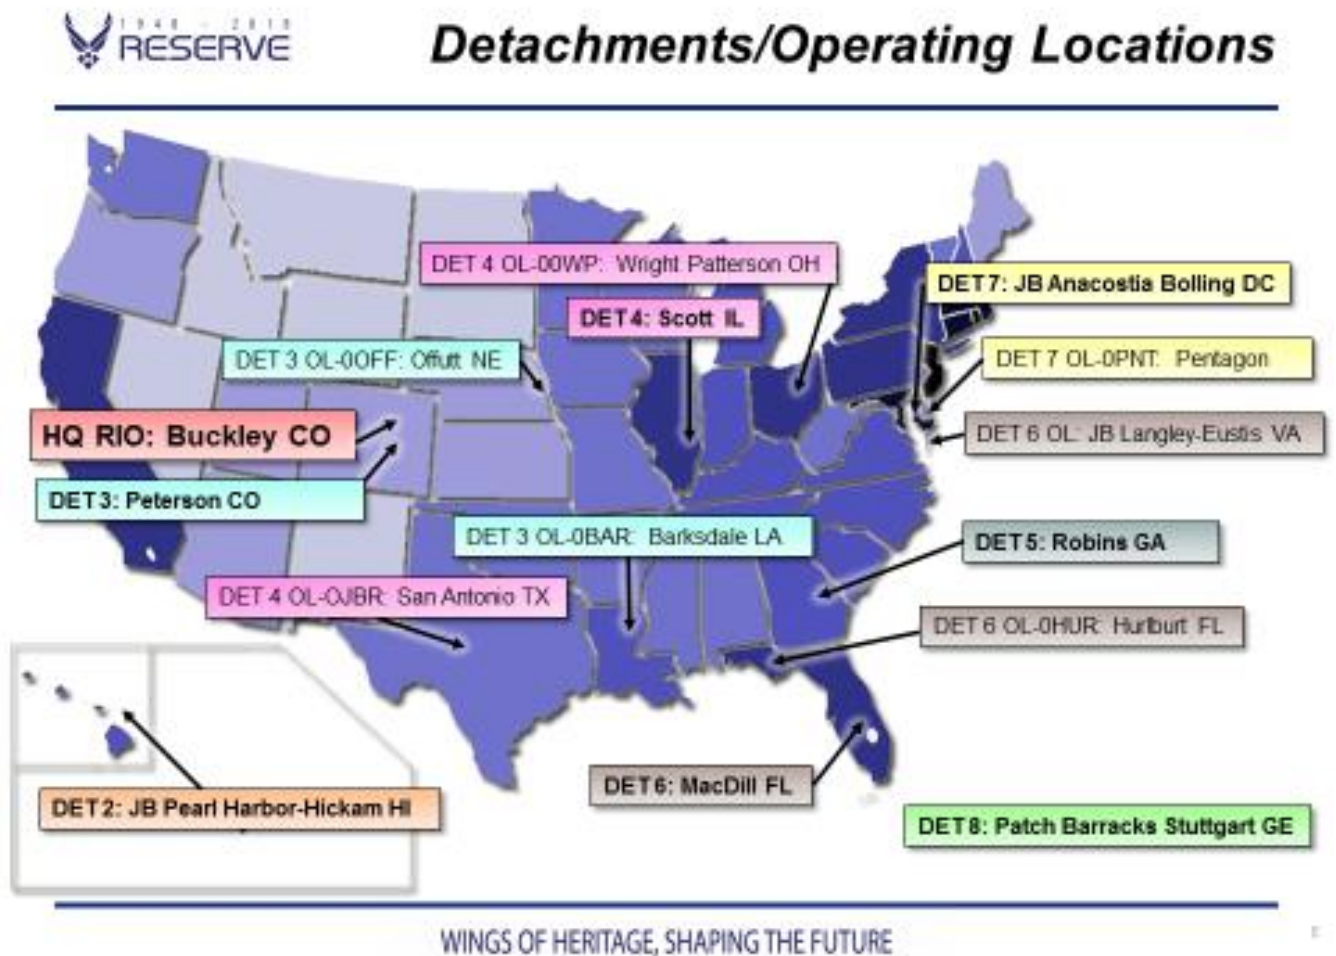 1948 - 2018
RESERVE
Detachments/Operating Locations
DET 4 OL-00WP: Wright Patterson OH
DET 7: JB Anacostia Bolling DC
DET 4: Scott IL
DET 3 OL-0OFF: Offutt NE
DET 7 OL-0PNT: Pentagon
HQ RIO: Buckley CO
DET 6 OL: JB Langley-Eustis VA
DET 3: Peterson CO
DET 3 OL-0BAR: Barksdale LA
DET 5: Robins GA
DET 4 OL-OJBR: San Antonio TX
DET 6 OL-0HUR: Hurlburt FL
DET 6: MacDill FL
DET 2: JB Pearl Harbor-Hickam HI
DET 8: Patch Barracks Stuttgart GE
WINGS OF HERITAGE, SHAPING THE FUTURE